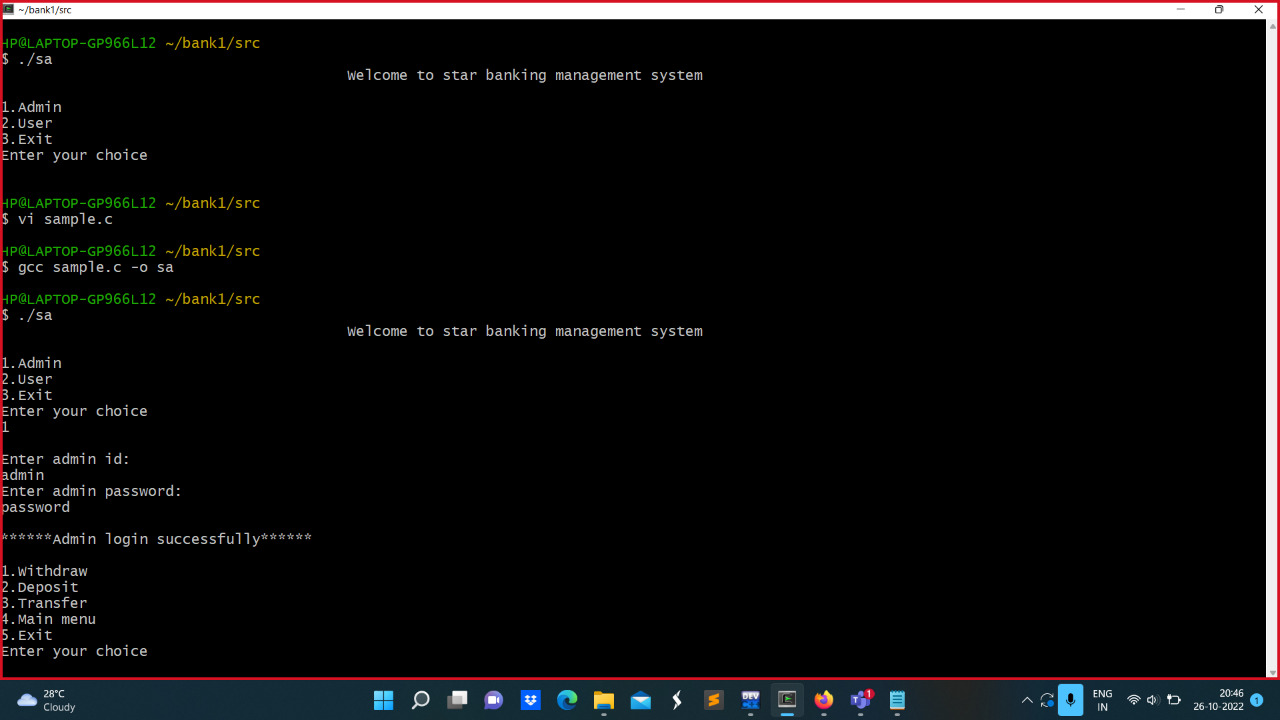 ~/bank1/src
HP@LAPTOP-GP966L12 ~/bank1/src
$ ./sa
Welcome to star banking management system
1.Admin
2.User
3.Exit
Enter your choice
HP@LAPTOP-GP966L12 ~/bank1/src
$ vi sample.c
HP@LAPTOP-GP966L12 ~/bank1/src
$ gcc sample.c -o sa
HP@LAPTOP-GP966L12 ~/bank1/src
$ ./sa
Welcome to star banking management system
1.Admin
2.User
3.Exit
Enter your choice
1
Enter admin id:
admin
Enter admin password:
password
******Admin login successfully******
1.Withdraw
2.Deposit
3.Transfer
4.Main menu
5.Exit
Enter your choice
28°C
Cloudy
DEV
1
ENG
IN
20:46
26-10-2022
1